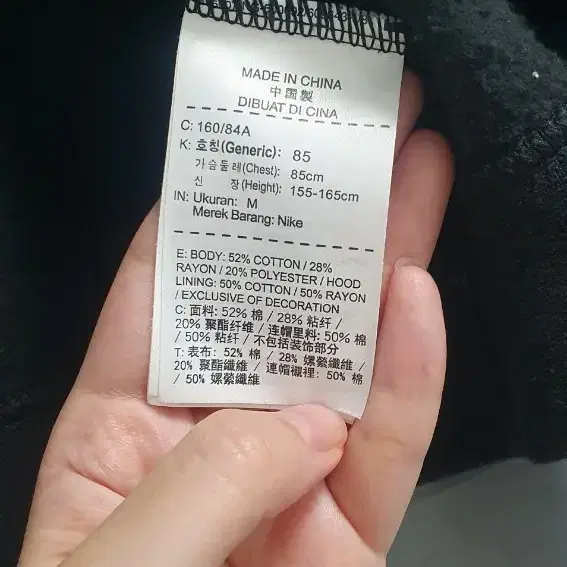 MADE IN CHINA
中国製
DIBUAT DI CINA
C: 160/84A
K: 호칭(Generic): 85
가슴둘레(Chest): 85cm
신 장(Height): 155-165cm
IN: Ukuran: M
Merek Barang: Nike
E: BODY: 52% COTTON / 28%
RAYON / 20% POLYESTER / HOOD
LINING: 50% COTTON / 50% RAYON
/ EXCLUSIVE OF DECORATION
C: 面料: 52% 棉 / 28% 粘纤 /
20% 聚酯纤维 / 连帽里料: 50% 棉
/ 50% 粘纤 / 不包括装饰部分
T: 表布: 52% 棉 / 28% 嫘縈纖維 /
20% 聚酯纖維 / 連帽襯裡: 50% 棉
/ 50% 嫘縈纖維